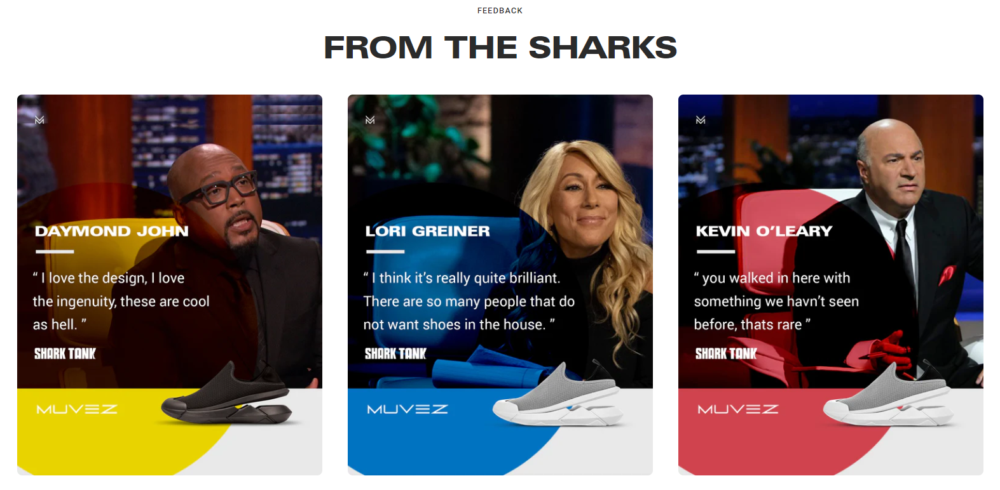 FEEDBACK
FROM THE SHARKS
DAYMOND JOHN
“ I love the design, I love
the ingenuity, these are cool
as hell. ”
SHARK TANK
MUVEZ
LORI GREINER
“ I think it’s really quite brilliant.
There are so many people that do
not want shoes in the house. ”
SHARK TANK
MUVEZ
KEVIN O’LEARY
“ you walked in here with
something we havn’t seen
before, thats rare ”
SHARK TANK
MUVEZ